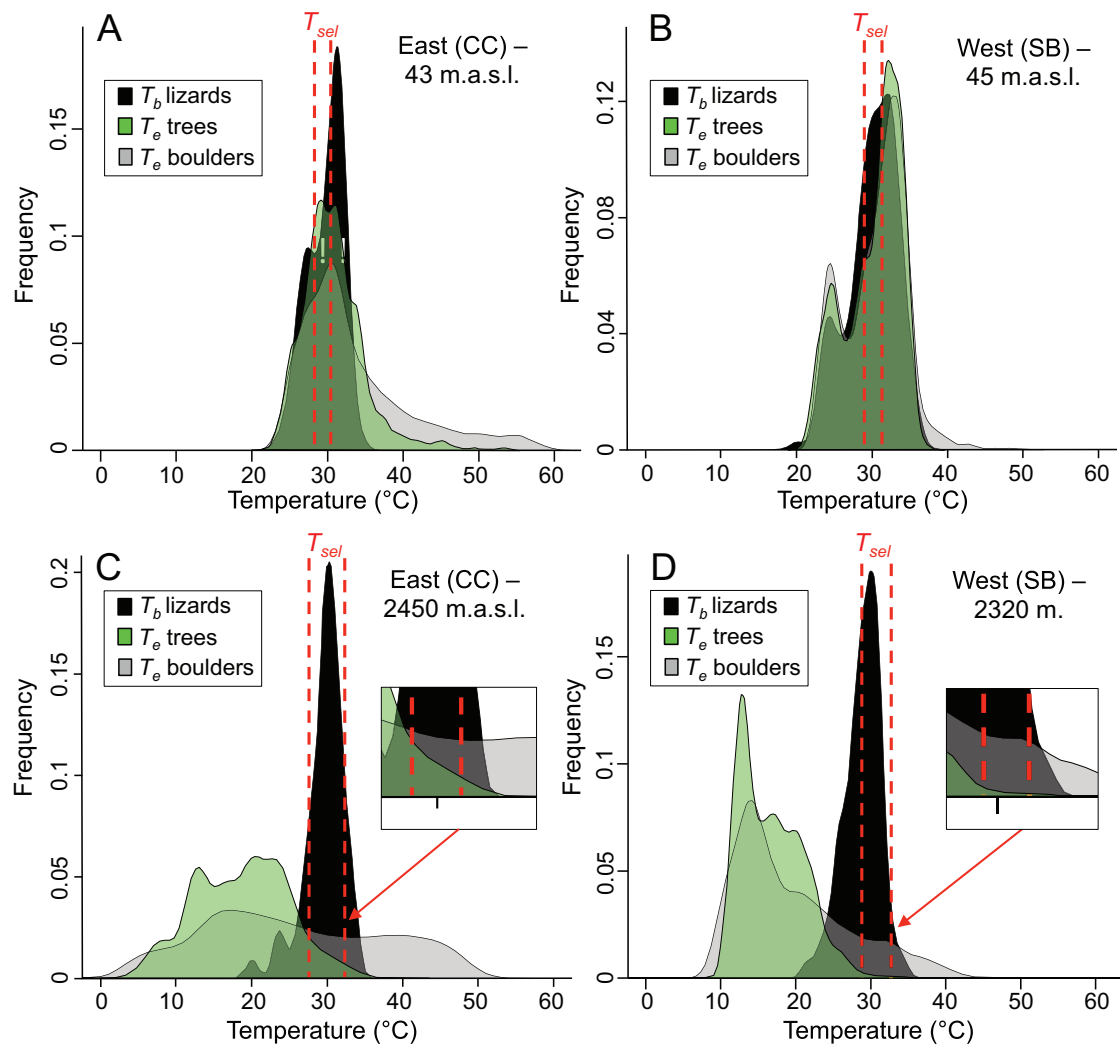 A
T_sel
East (CC) –
43 m.a.s.l.
T_b lizards
T_e trees
T_e boulders
Frequency
0 0.05 0.1 0.15
0 10 20 30 40 50 60
Temperature (°C)
B
T_sel
West (SB) –
45 m.a.s.l.
T_b lizards
T_e trees
T_e boulders
Frequency
0 0.04 0.08 0.12
0 10 20 30 40 50 60
Temperature (°C)
C
T_sel
East (CC) –
2450 m.a.s.l.
T_b lizards
T_e trees
T_e boulders
Frequency
0 0.05 0.1 0.15 0.2
0 10 20 30 40 50 60
Temperature (°C)
D
T_sel
West (SB) –
2320 m.
T_b lizards
T_e trees
T_e boulders
Frequency
0 0.05 0.1 0.15
0 10 20 30 40 50 60
Temperature (°C)